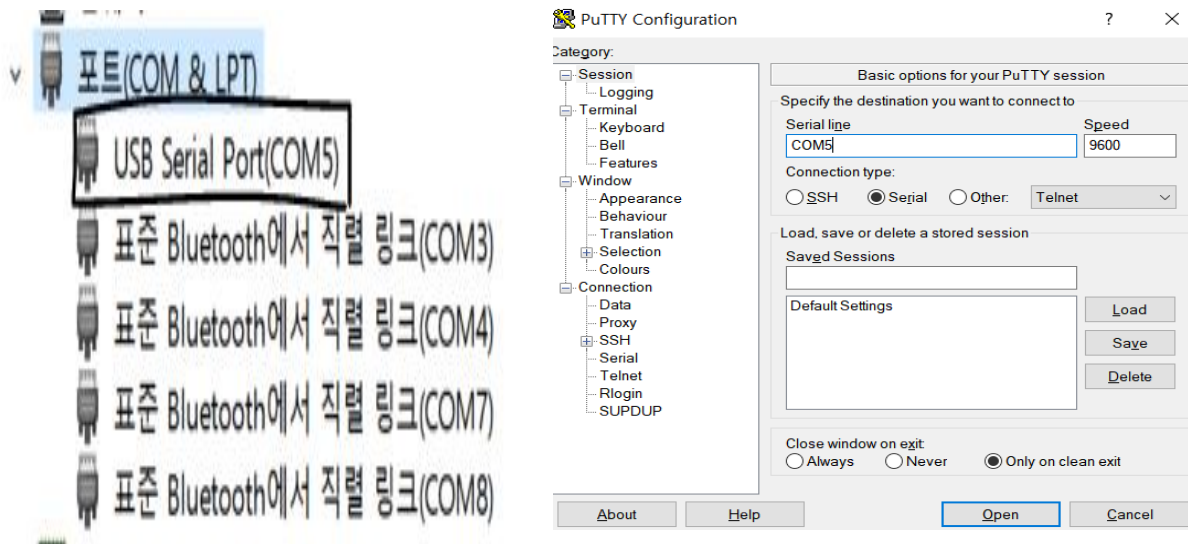 포트(COM & LPT)
USB Serial Port(COM5)
표준 Bluetooth에서 직렬 링크(COM3)
표준 Bluetooth에서 직렬 링크(COM4)
표준 Bluetooth에서 직렬 링크(COM7)
표준 Bluetooth에서 직렬 링크(COM8)
PuTTY Configuration
Category:
Session
Logging
Terminal
Keyboard
Bell
Features
Window
Appearance
Behaviour
Translation
Selection
Colours
Connection
Data
Proxy
SSH
Serial
Telnet
Rlogin
SUPDUP
Basic options for your PuTTY session
Specify the destination you want to connect to
Serial line Speed
COM5 9600
Connection type:
SSH Serial Other: Telnet
Load, save or delete a stored session
Saved Sessions
Default Settings
Load
Save
Delete
Close window on exit:
Always Never Only on clean exit
About Help Open Cancel